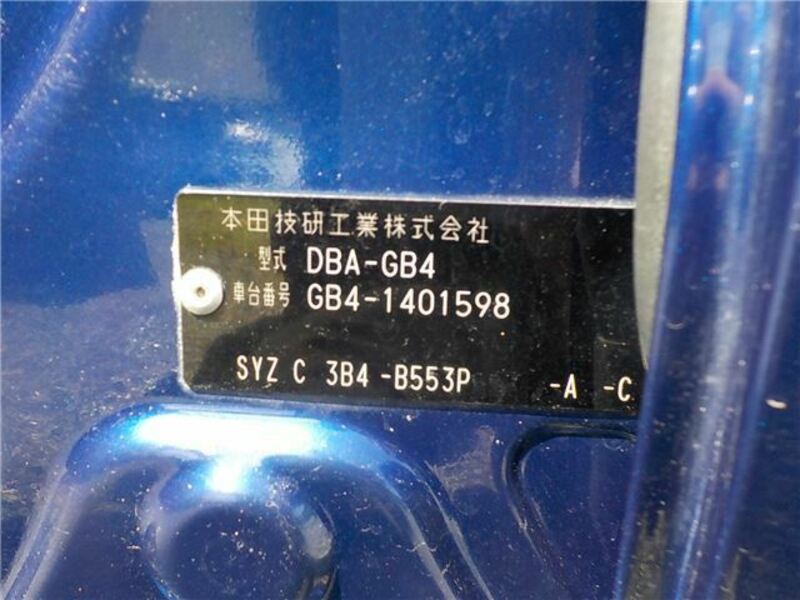 本田技研工業株式会社
型式 DBA-GB4
車台番号 GB4-1401598
SYZ C 3B4 -B553P -A -C